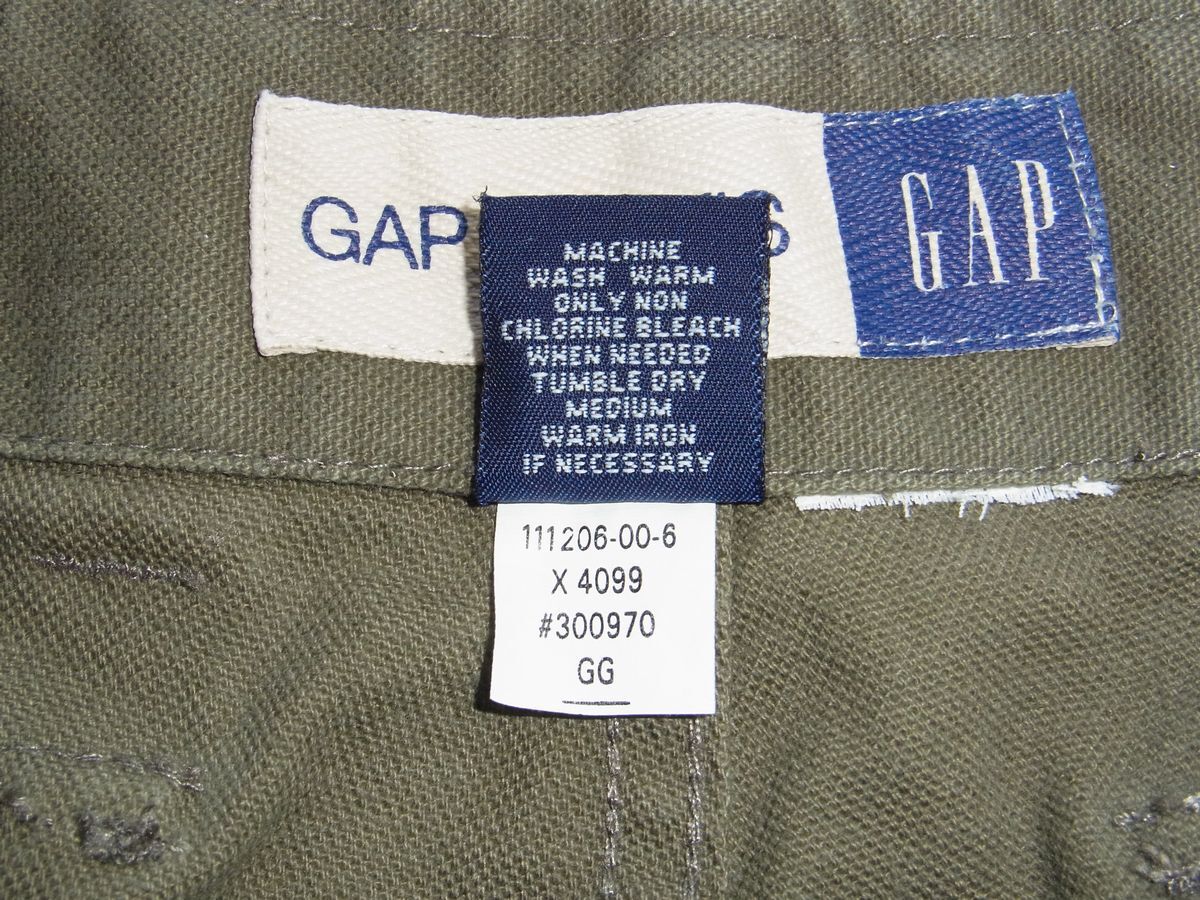 GAP
GAP
MACHINE
WASH WARM
ONLY NON
CHLORINE BLEACH
WHEN NEEDED
TUMBLE DRY
MEDIUM
WARM IRON
IF NECESSARY
111206-00-6
X 4099
#300970
GG